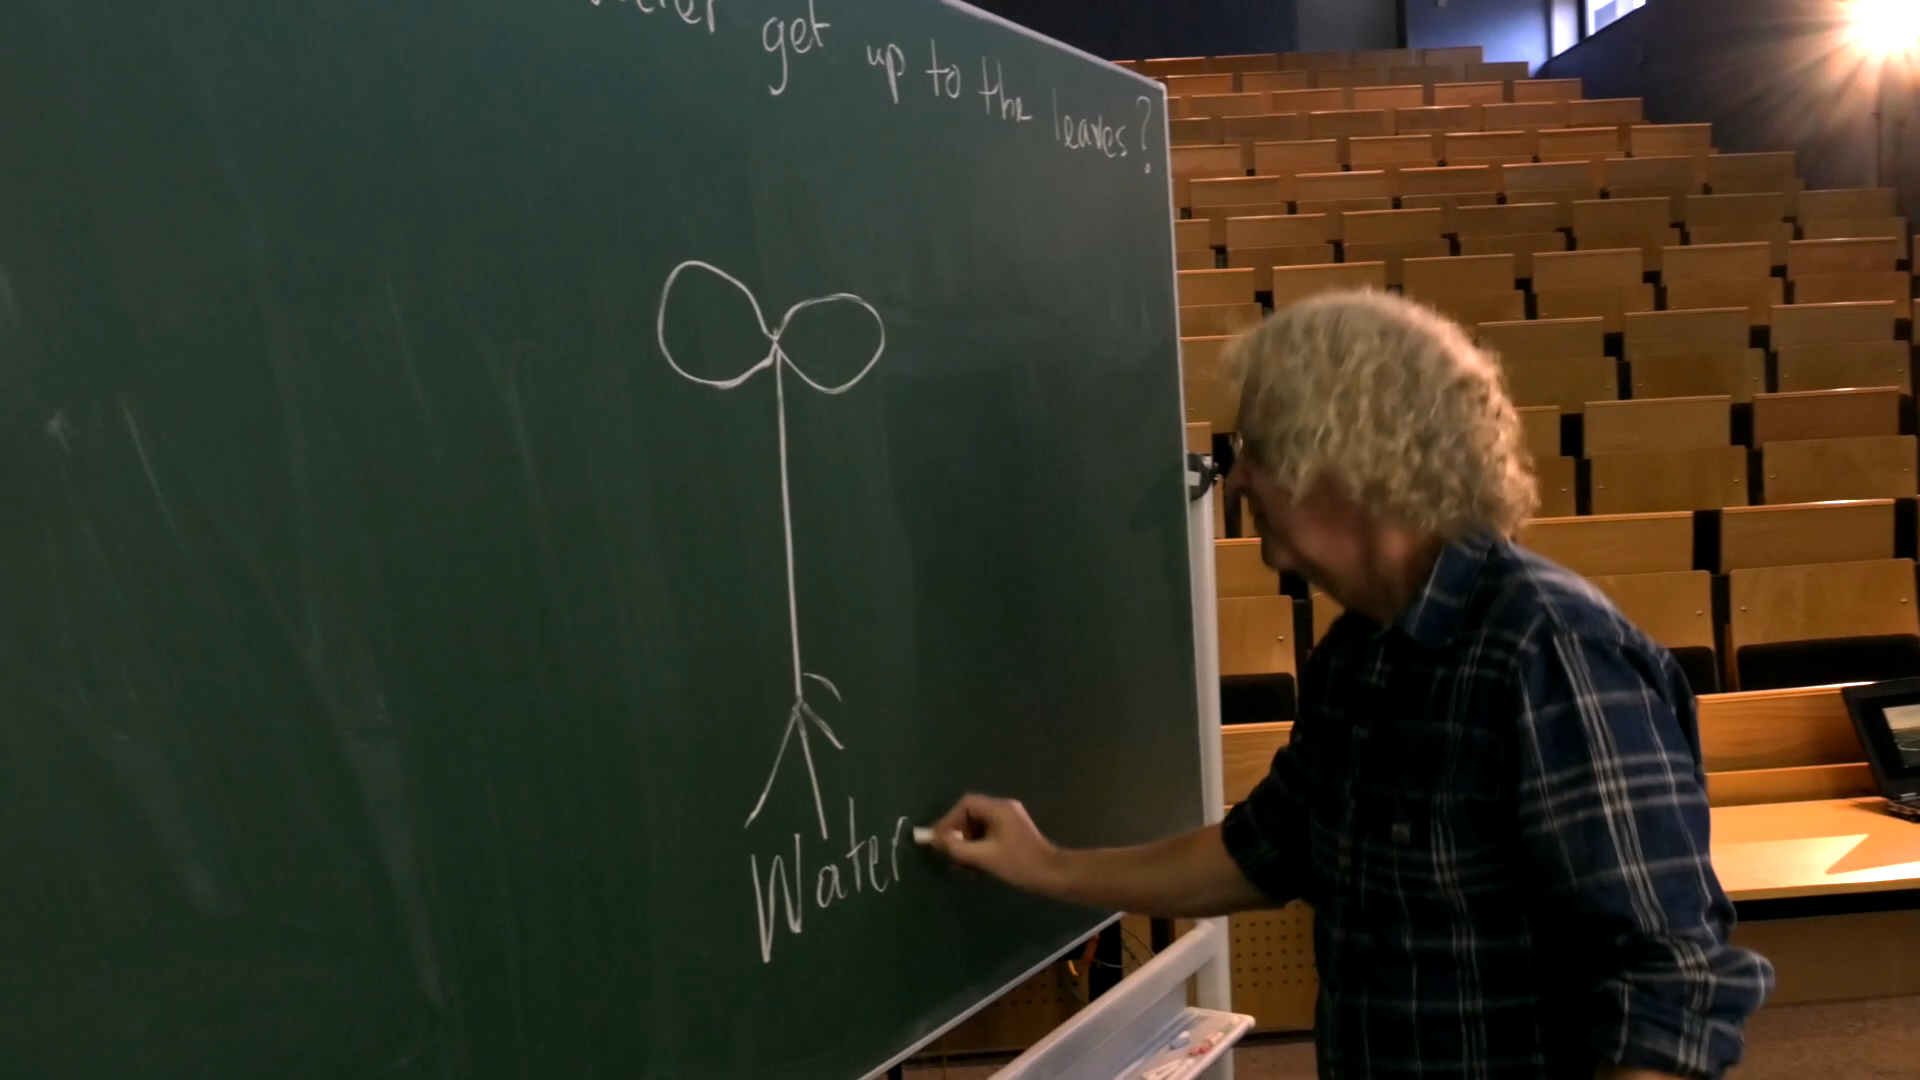 get up to the leaves?
Water